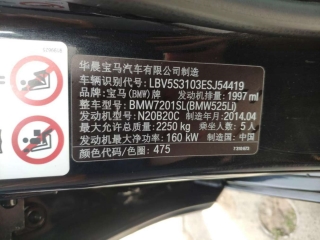 华晨宝马汽车有限公司制造
车辆识别代号: LBV5S3103ESJ54419
品牌: 宝马(BMW)牌 发动机排量: 1997 ml
整车型号: BMW7201SL(BMW525Li)
发动机型号: N20B20C 制造年月: 2014.04
最大允许总质量: 2250 kg 乘坐人数: 5 人
发动机最大净功率: 160 kW 制造国: 中国
颜色代码/色圈: 475